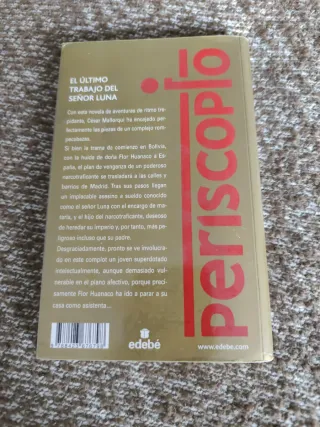 EL ÚLTIMO
TRABAJO DEL
SEÑOR LUNA
Con esta novela de aventuras de ritmo tre-
pidante, César Mallorquí ha encajado per-
fectamente las piezas de un complejo rom-
pecabezas.
Si bien la trama da comienzo en Bolivia,
con la huida de doña Flor Huanaco a Es-
paña, el plan de venganza de un poderoso
narcotraficante se trasladará a las calles y
barrios de Madrid. Tras sus pasos llegan
un implacable asesino a sueldo conocido
como el señor Luna con el encargo de ma-
tarla, y el hijo del narcotraficante, deseoso
de heredar su imperio y, por tanto, más pe-
ligroso incluso que su padre.
Desgraciadamente, pronto se ve involucra-
do en este complot un joven superdotado
intelectualmente, aunque demasiado vul-
nerable en el plano afectivo, porque preci-
samente Flor Huanaco ha ido a parar a su
casa como asistenta...
periscopio
edebé
www.edebe.com